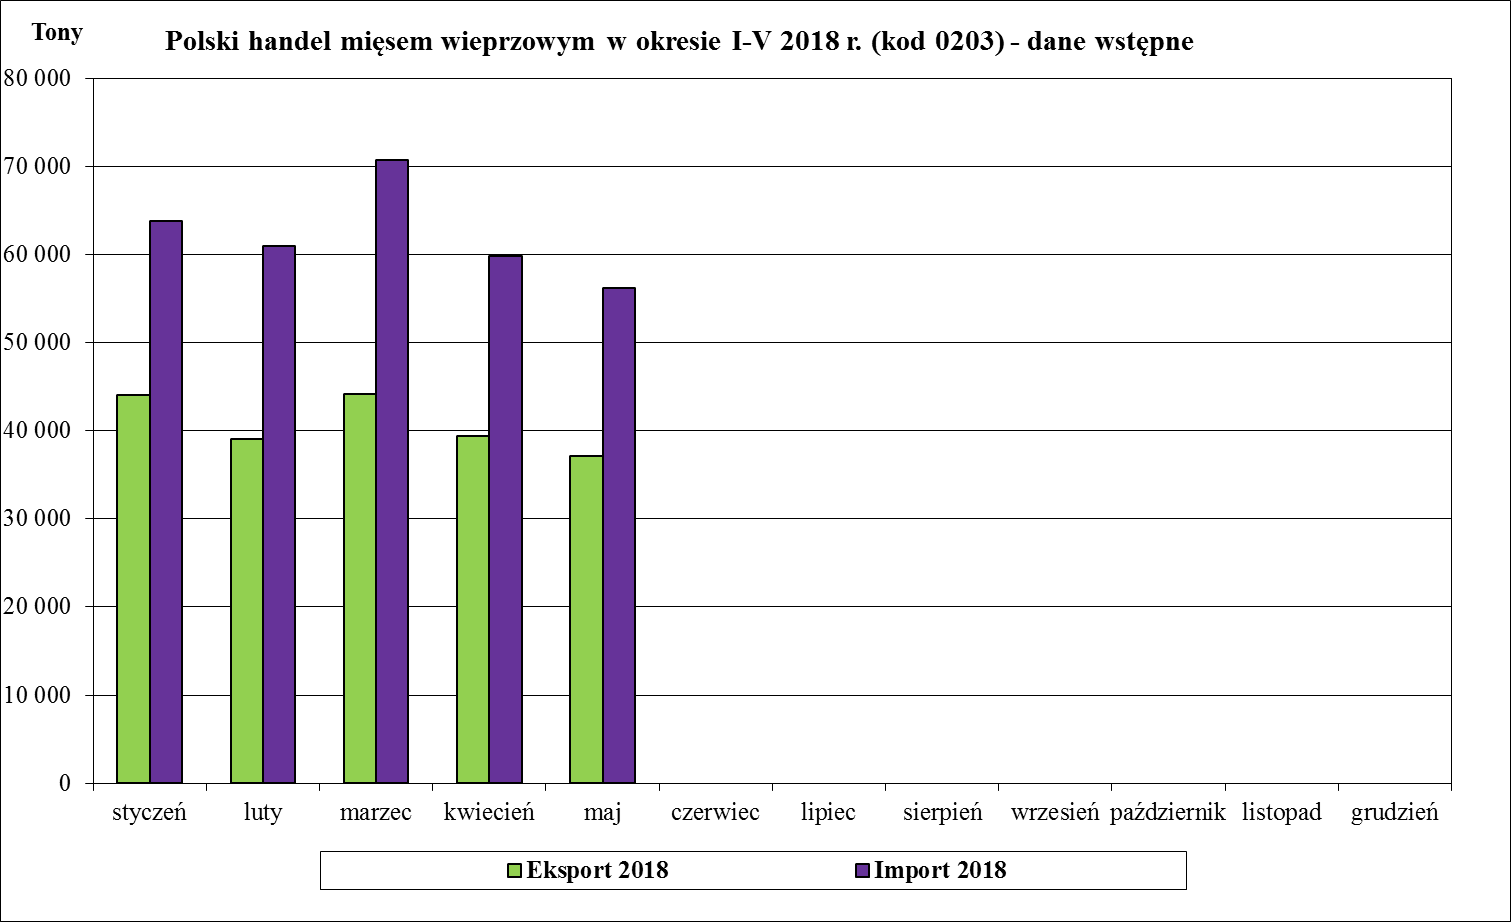 Tony
Polski handel mięsem wieprzowym w okresie I-V 2018 r. (kod 0203) - dane wstępne
80 000
70 000
60 000
50 000
40 000
30 000
20 000
10 000
0
styczeń luty marzec kwiecień maj czerwiec lipiec sierpień wrzesień październik listopad grudzień
Eksport 2018 Import 2018